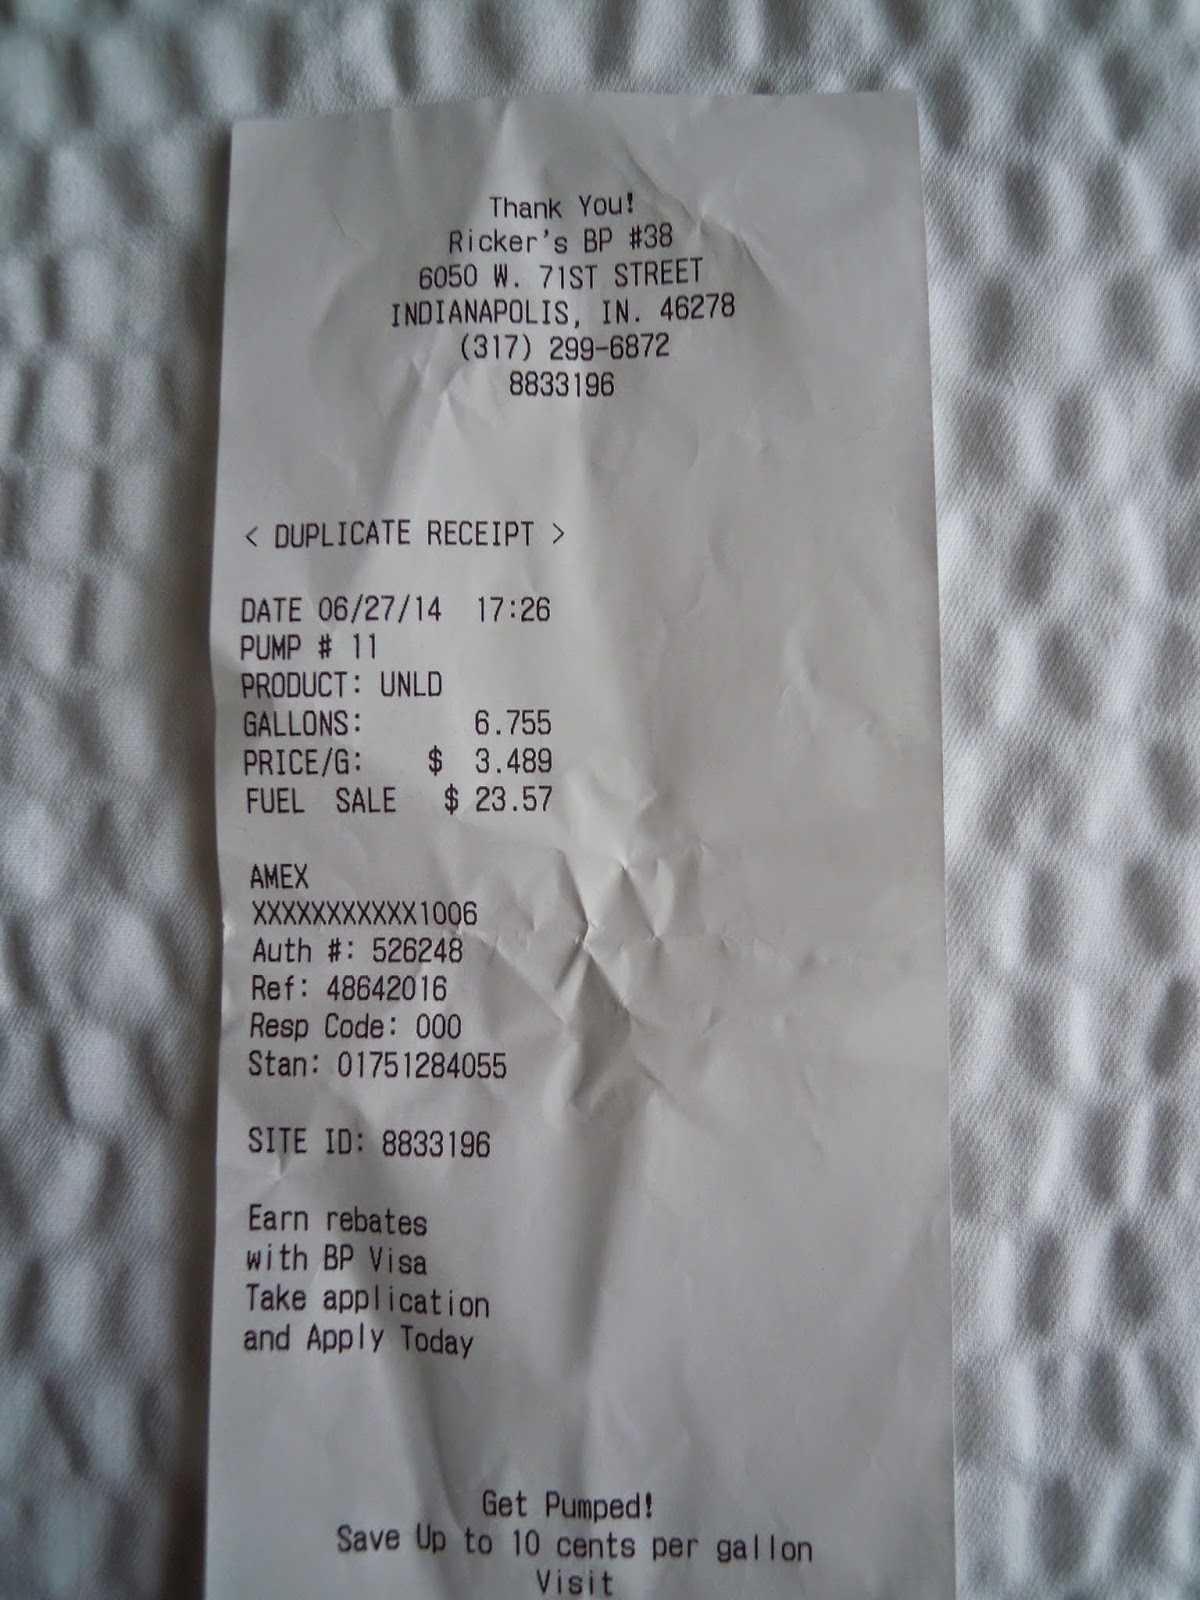 Thank You!
Ricker's BP #38
6050 W. 71ST STREET
INDIANAPOLIS, IN. 46278
(317) 299-6872
8833196
< DUPLICATE RECEIPT >
DATE 06/27/14 17:26
PUMP # 11
PRODUCT: UNLD
GALLONS: 6.755
PRICE/G: $ 3.489
FUEL SALE $ 23.57
AMEX
XXXXXXXXXXX1006
Auth #: 526248
Ref: 48642016
Resp Code: 000
Stan: 01751284055
SITE ID: 8833196
Earn rebates
with BP Visa
Take application
and Apply Today
Get Pumped!
Save Up to 10 cents per gallon
Visit